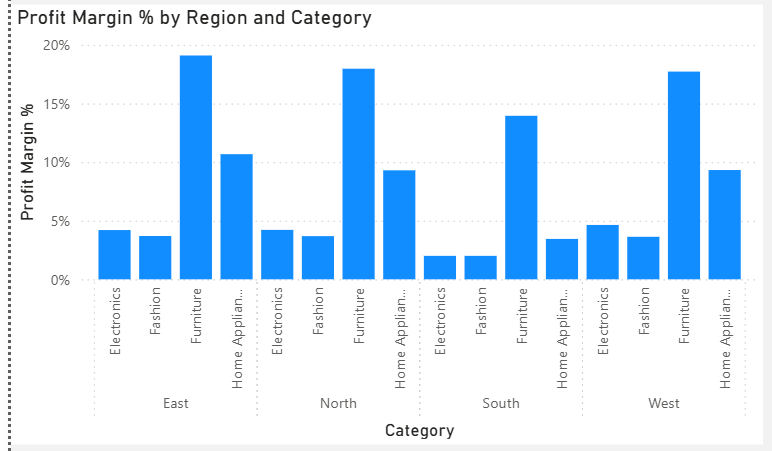 Profit Margin % by Region and Category
Profit Margin %
20%
15%
10%
5%
0%
Electronics
Fashion
Furniture
Home Applian...
Electronics
Fashion
Furniture
Home Applian...
Electronics
Fashion
Furniture
Home Applian...
Electronics
Fashion
Furniture
Home Applian...
East North South West
Category